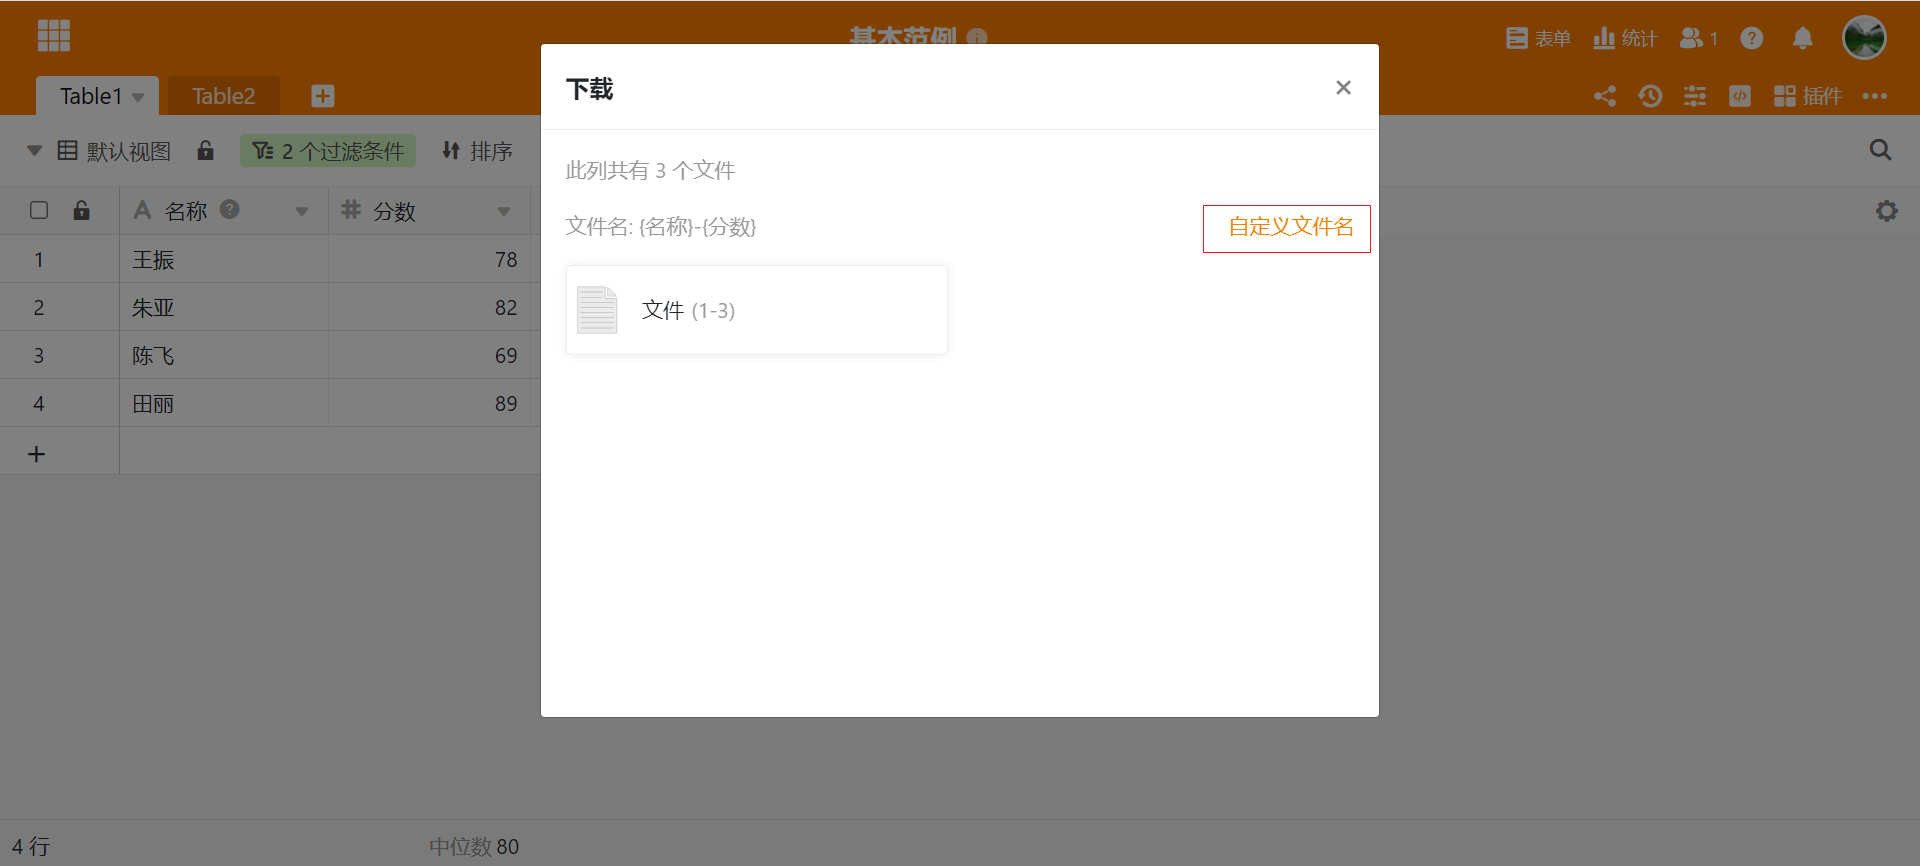 基本范例
表单
统计
1
Table1
Table2
插件
默认视图
2 个过滤条件
排序
名称
分数
1
王振
78
2
朱亚
82
3
陈飞
69
4
田丽
89
4 行
中位数 80
下载
此列共有 3 个文件
文件名: {名称}-{分数}
自定义文件名
文件 (1-3)